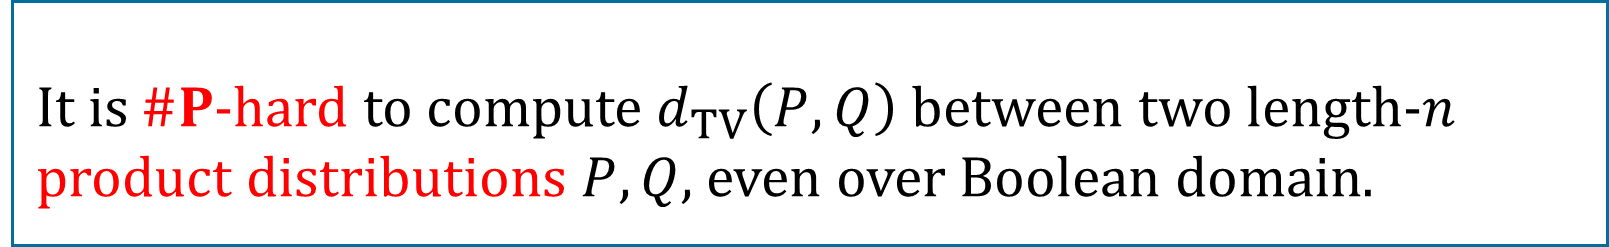 It is #P-hard to compute d_TV(P, Q) between two length-n
product distributions P, Q, even over Boolean domain.